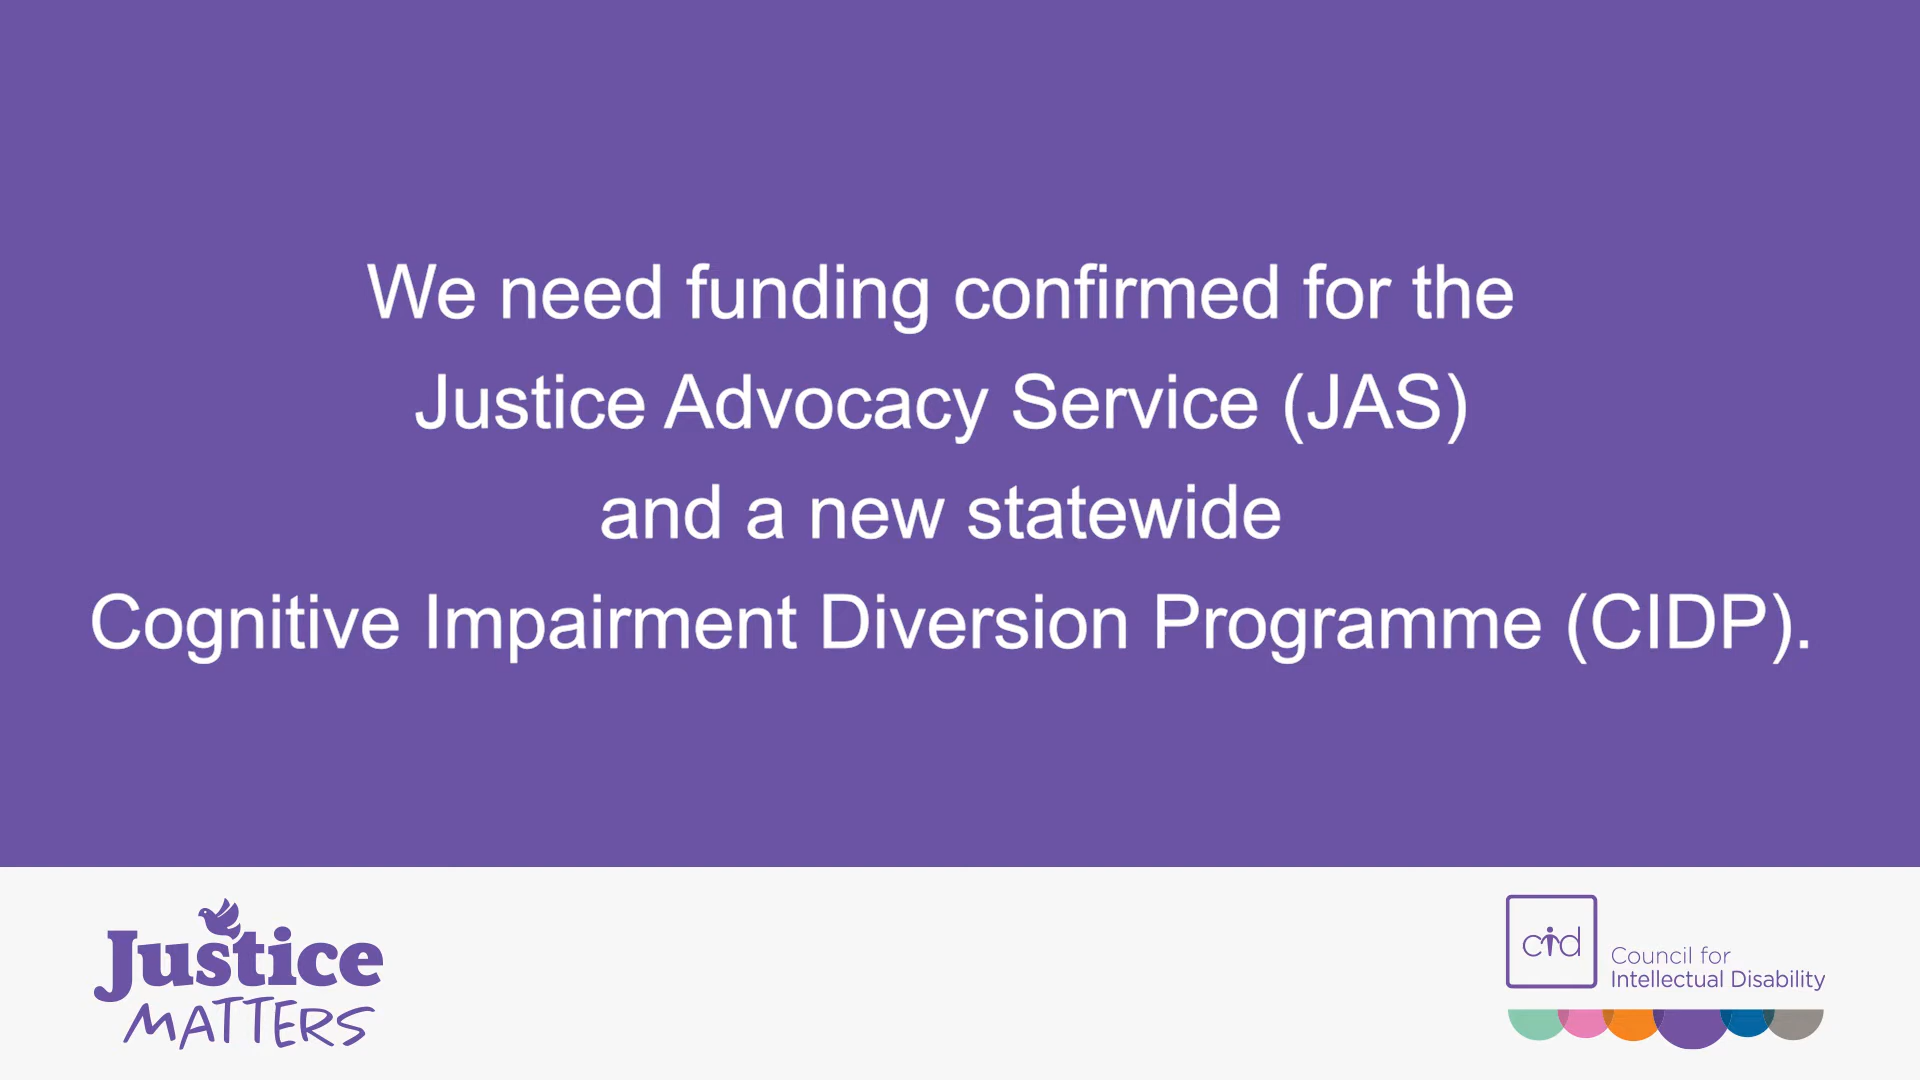 We need funding confirmed for the
Justice Advocacy Service (JAS)
and a new statewide
Cognitive Impairment Diversion Programme (CIDP).
Justice
MATTERS
cid
Council for
Intellectual Disability